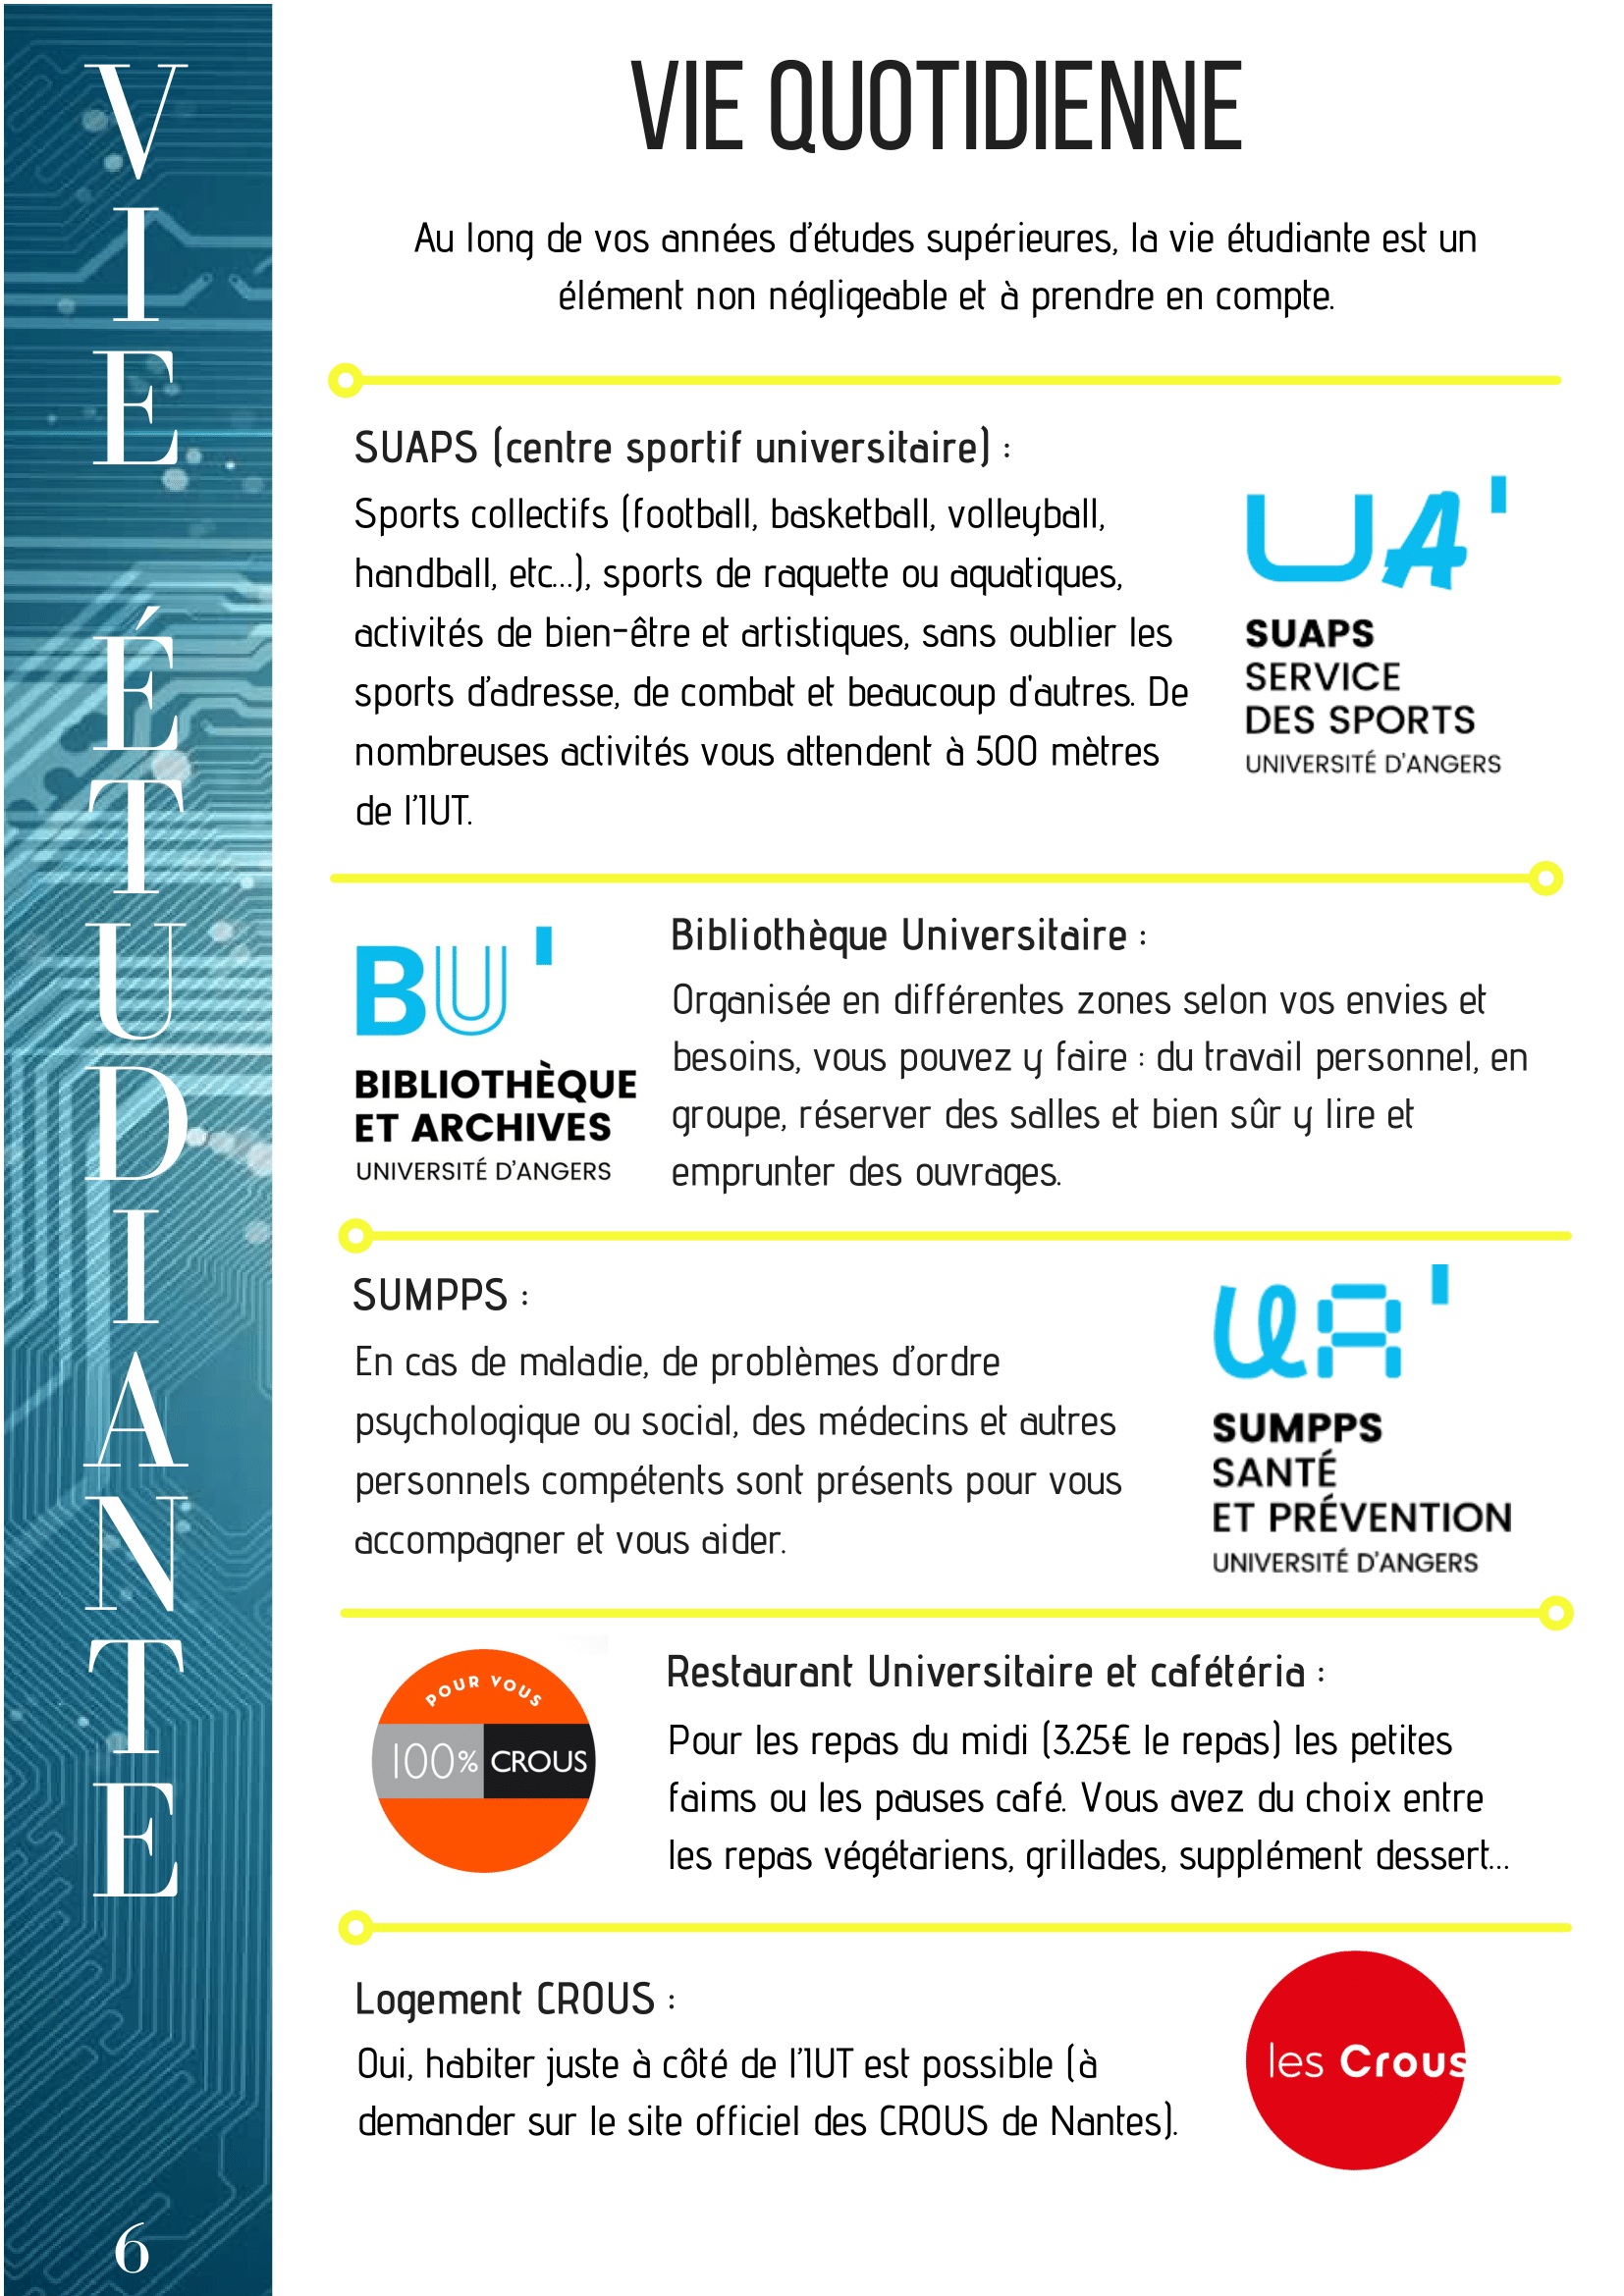 VIE ÉTUDIANTE
VIE QUOTIDIENNE
Au long de vos années d'études supérieures, la vie étudiante est un
élément non négligeable et à prendre en compte.
SUAPS (centre sportif universitaire) :
Sports collectifs (football, basketball, volleyball,
handball, etc...), sports de raquette ou aquatiques,
activités de bien-être et artistiques, sans oublier les
sports d'adresse, de combat et beaucoup d'autres. De
nombreuses activités vous attendent à 500 mètres
de l'IUT.
UA'
SUAPS
SERVICE
DES SPORTS
UNIVERSITÉ D'ANGERS
BU'
BIBLIOTHÈQUE
ET ARCHIVES
UNIVERSITÉ D'ANGERS
Bibliothèque Universitaire :
Organisée en différentes zones selon vos envies et
besoins, vous pouvez y faire : du travail personnel, en
groupe, réserver des salles et bien sûr y lire et
emprunter des ouvrages.
SUMPPS :
En cas de maladie, de problèmes d'ordre
psychologique ou social, des médecins et autres
personnels compétents sont présents pour vous
accompagner et vous aider.
UA'
SUMPPS
SANTÉ
ET PRÉVENTION
UNIVERSITÉ D'ANGERS
POUR VOUS
100% CROUS
Restaurant Universitaire et cafétéria :
Pour les repas du midi (3.25€ le repas) les petites
faims ou les pauses café. Vous avez du choix entre
les repas végétariens, grillades, supplément dessert...
Logement CROUS :
Oui, habiter juste à côté de l'IUT est possible (à
demander sur le site officiel des CROUS de Nantes).
les Crous
6